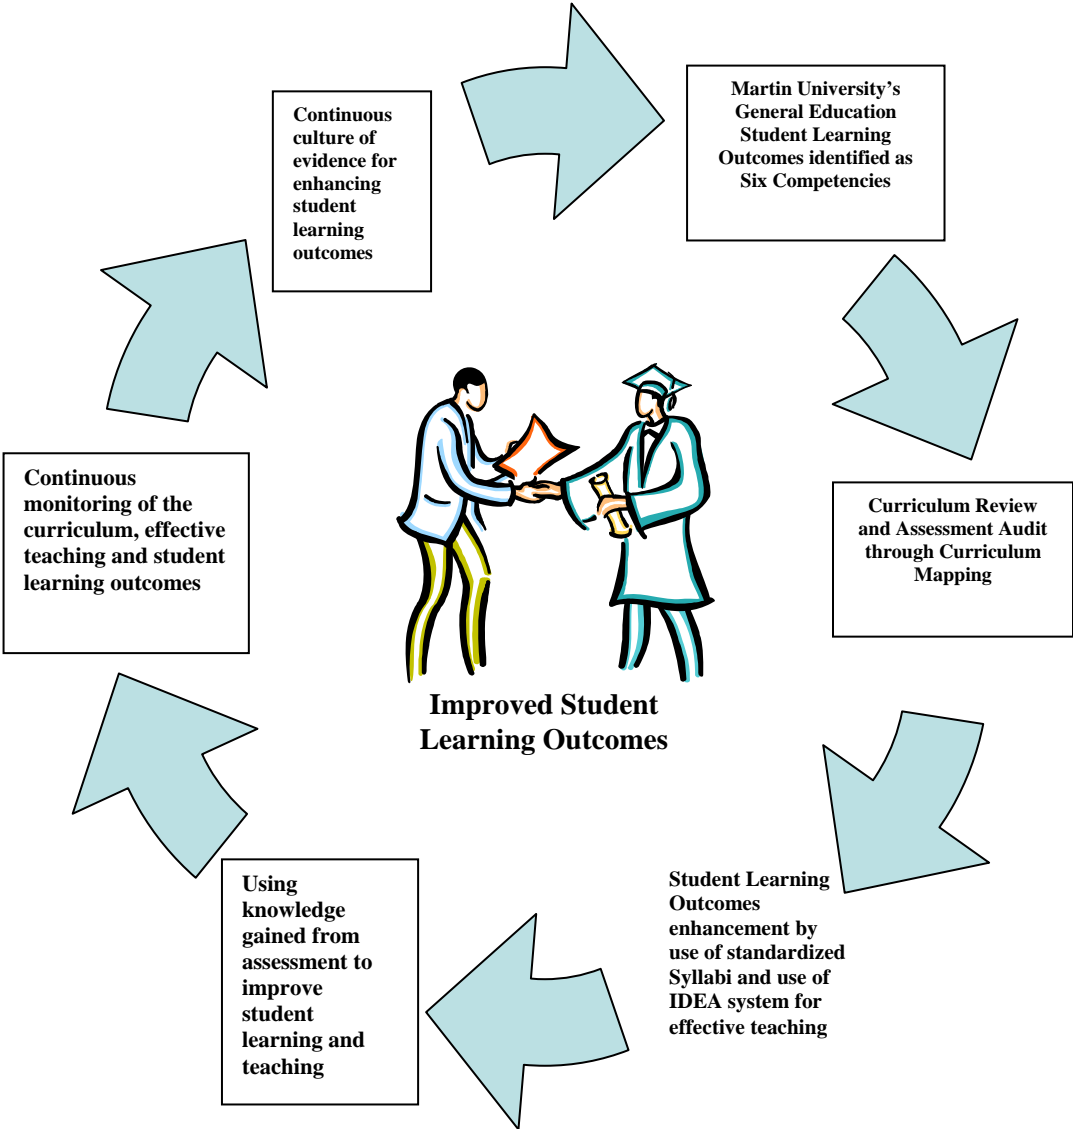 Continuous
culture of
evidence for
enhancing
student
learning
outcomes
Martin University's
General Education
Student Learning
Outcomes identified as
Six Competencies
Curriculum Review
and Assessment Audit
through Curriculum
Mapping
Student Learning
Outcomes
enhancement by
use of standardized
Syllabi and use of
IDEA system for
effective teaching
Using
knowledge
gained from
assessment to
improve
student
learning and
teaching
Continuous
monitoring of the
curriculum, effective
teaching and student
learning outcomes
Improved Student
Learning Outcomes